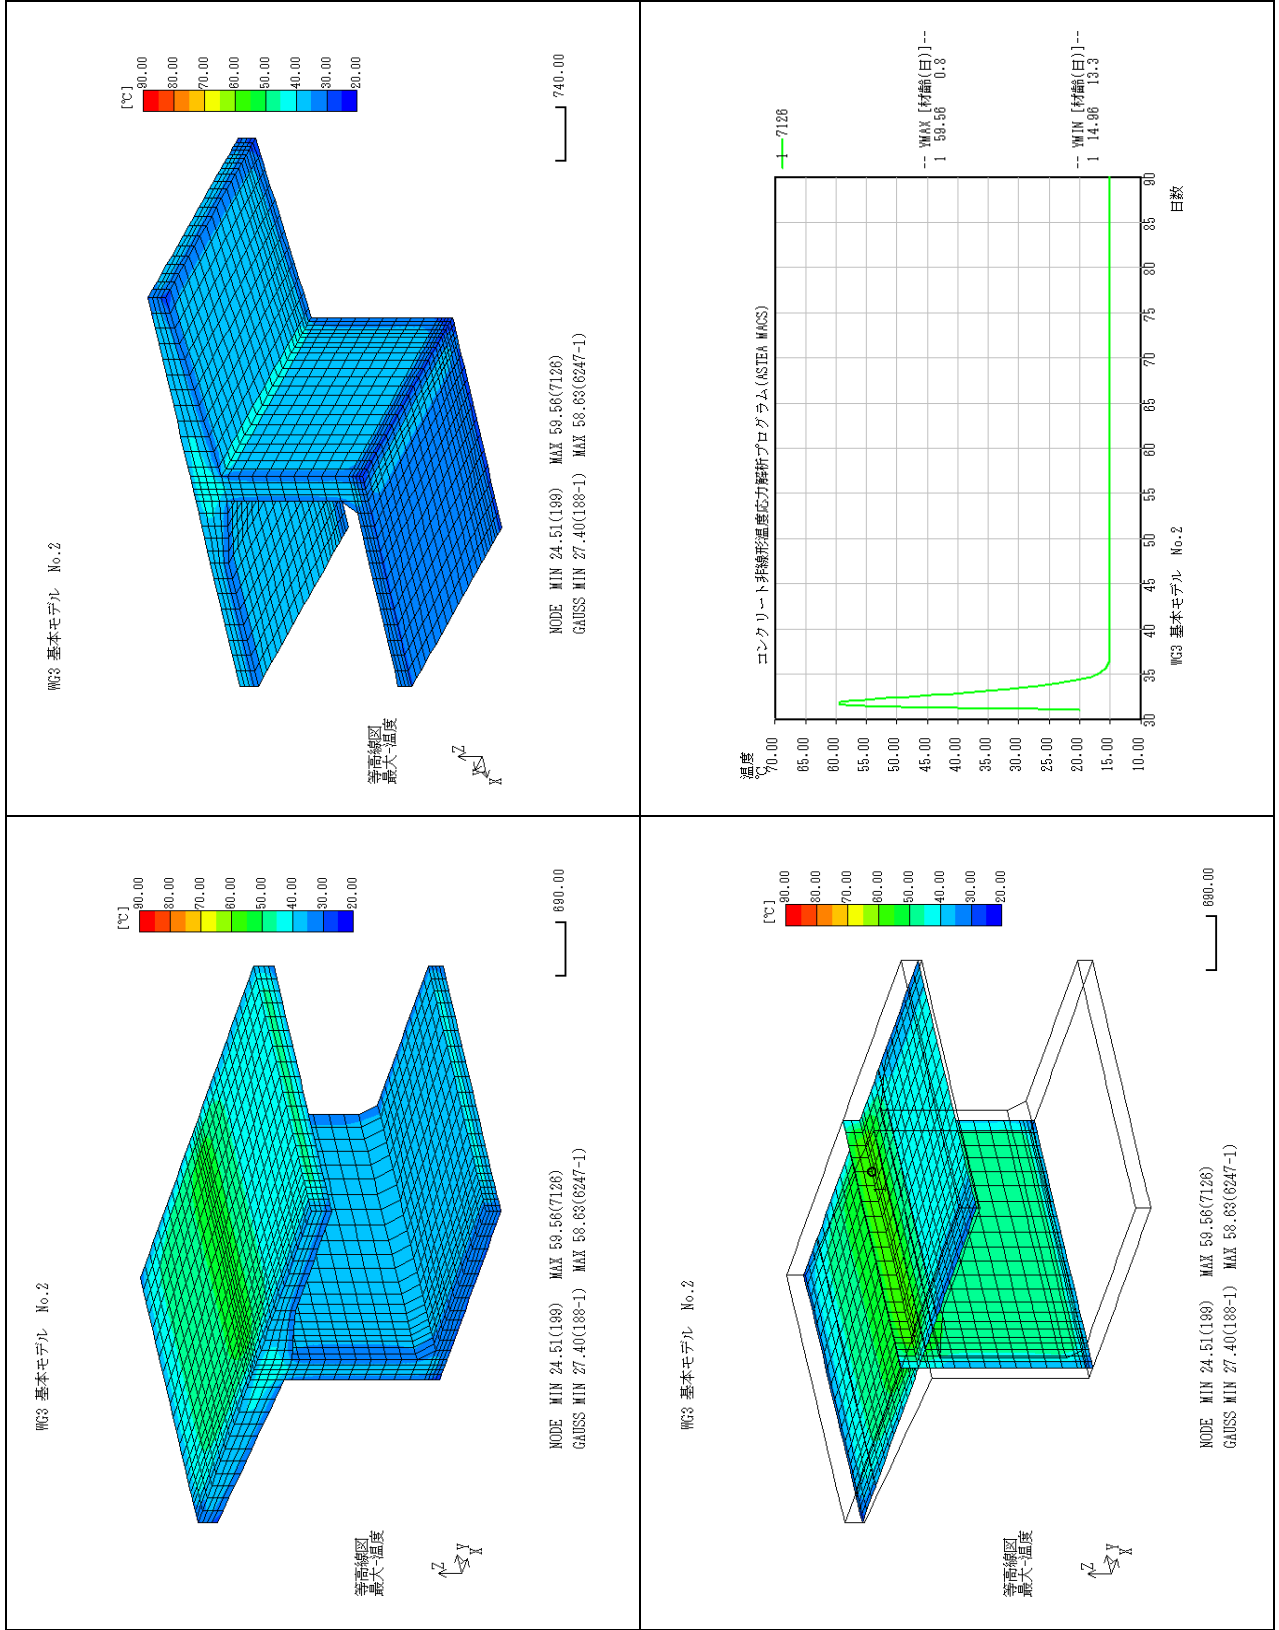 WG3 基本モデル No.2
[℃]
90.00
80.00
70.00
60.00
50.00
40.00
30.00
20.00
740.00
等高線図
最大-温度
Z
Y
X
NODE MIN 24.51(199) MAX 59.56(7126)
GAUSS MIN 27.40(188-1) MAX 58.63(6247-1)
コンクリート非線形温度応力解析プログラム(ASTEA MACS)
温度
℃
70.00
65.00
60.00
55.00
50.00
45.00
40.00
35.00
30.00
25.00
20.00
15.00
10.00
30
35
40
45
50
55
60
65
70
75
80
85
90
日数
1 7126
-- YMAX [材齢(日)]--
1 59.56 0.8
-- YMIN [材齢(日)]--
1 14.96 13.3
WG3 基本モデル No.2
WG3 基本モデル No.2
[℃]
90.00
80.00
70.00
60.00
50.00
40.00
30.00
20.00
690.00
等高線図
最大-温度
Z
Y
X
NODE MIN 24.51(199) MAX 59.56(7126)
GAUSS MIN 27.40(188-1) MAX 58.63(6247-1)
WG3 基本モデル No.2
[℃]
90.00
80.00
70.00
60.00
50.00
40.00
30.00
20.00
690.00
等高線図
最大-温度
Z
Y
X
NODE MIN 24.51(199) MAX 59.56(7126)
GAUSS MIN 27.40(188-1) MAX 58.63(6247-1)